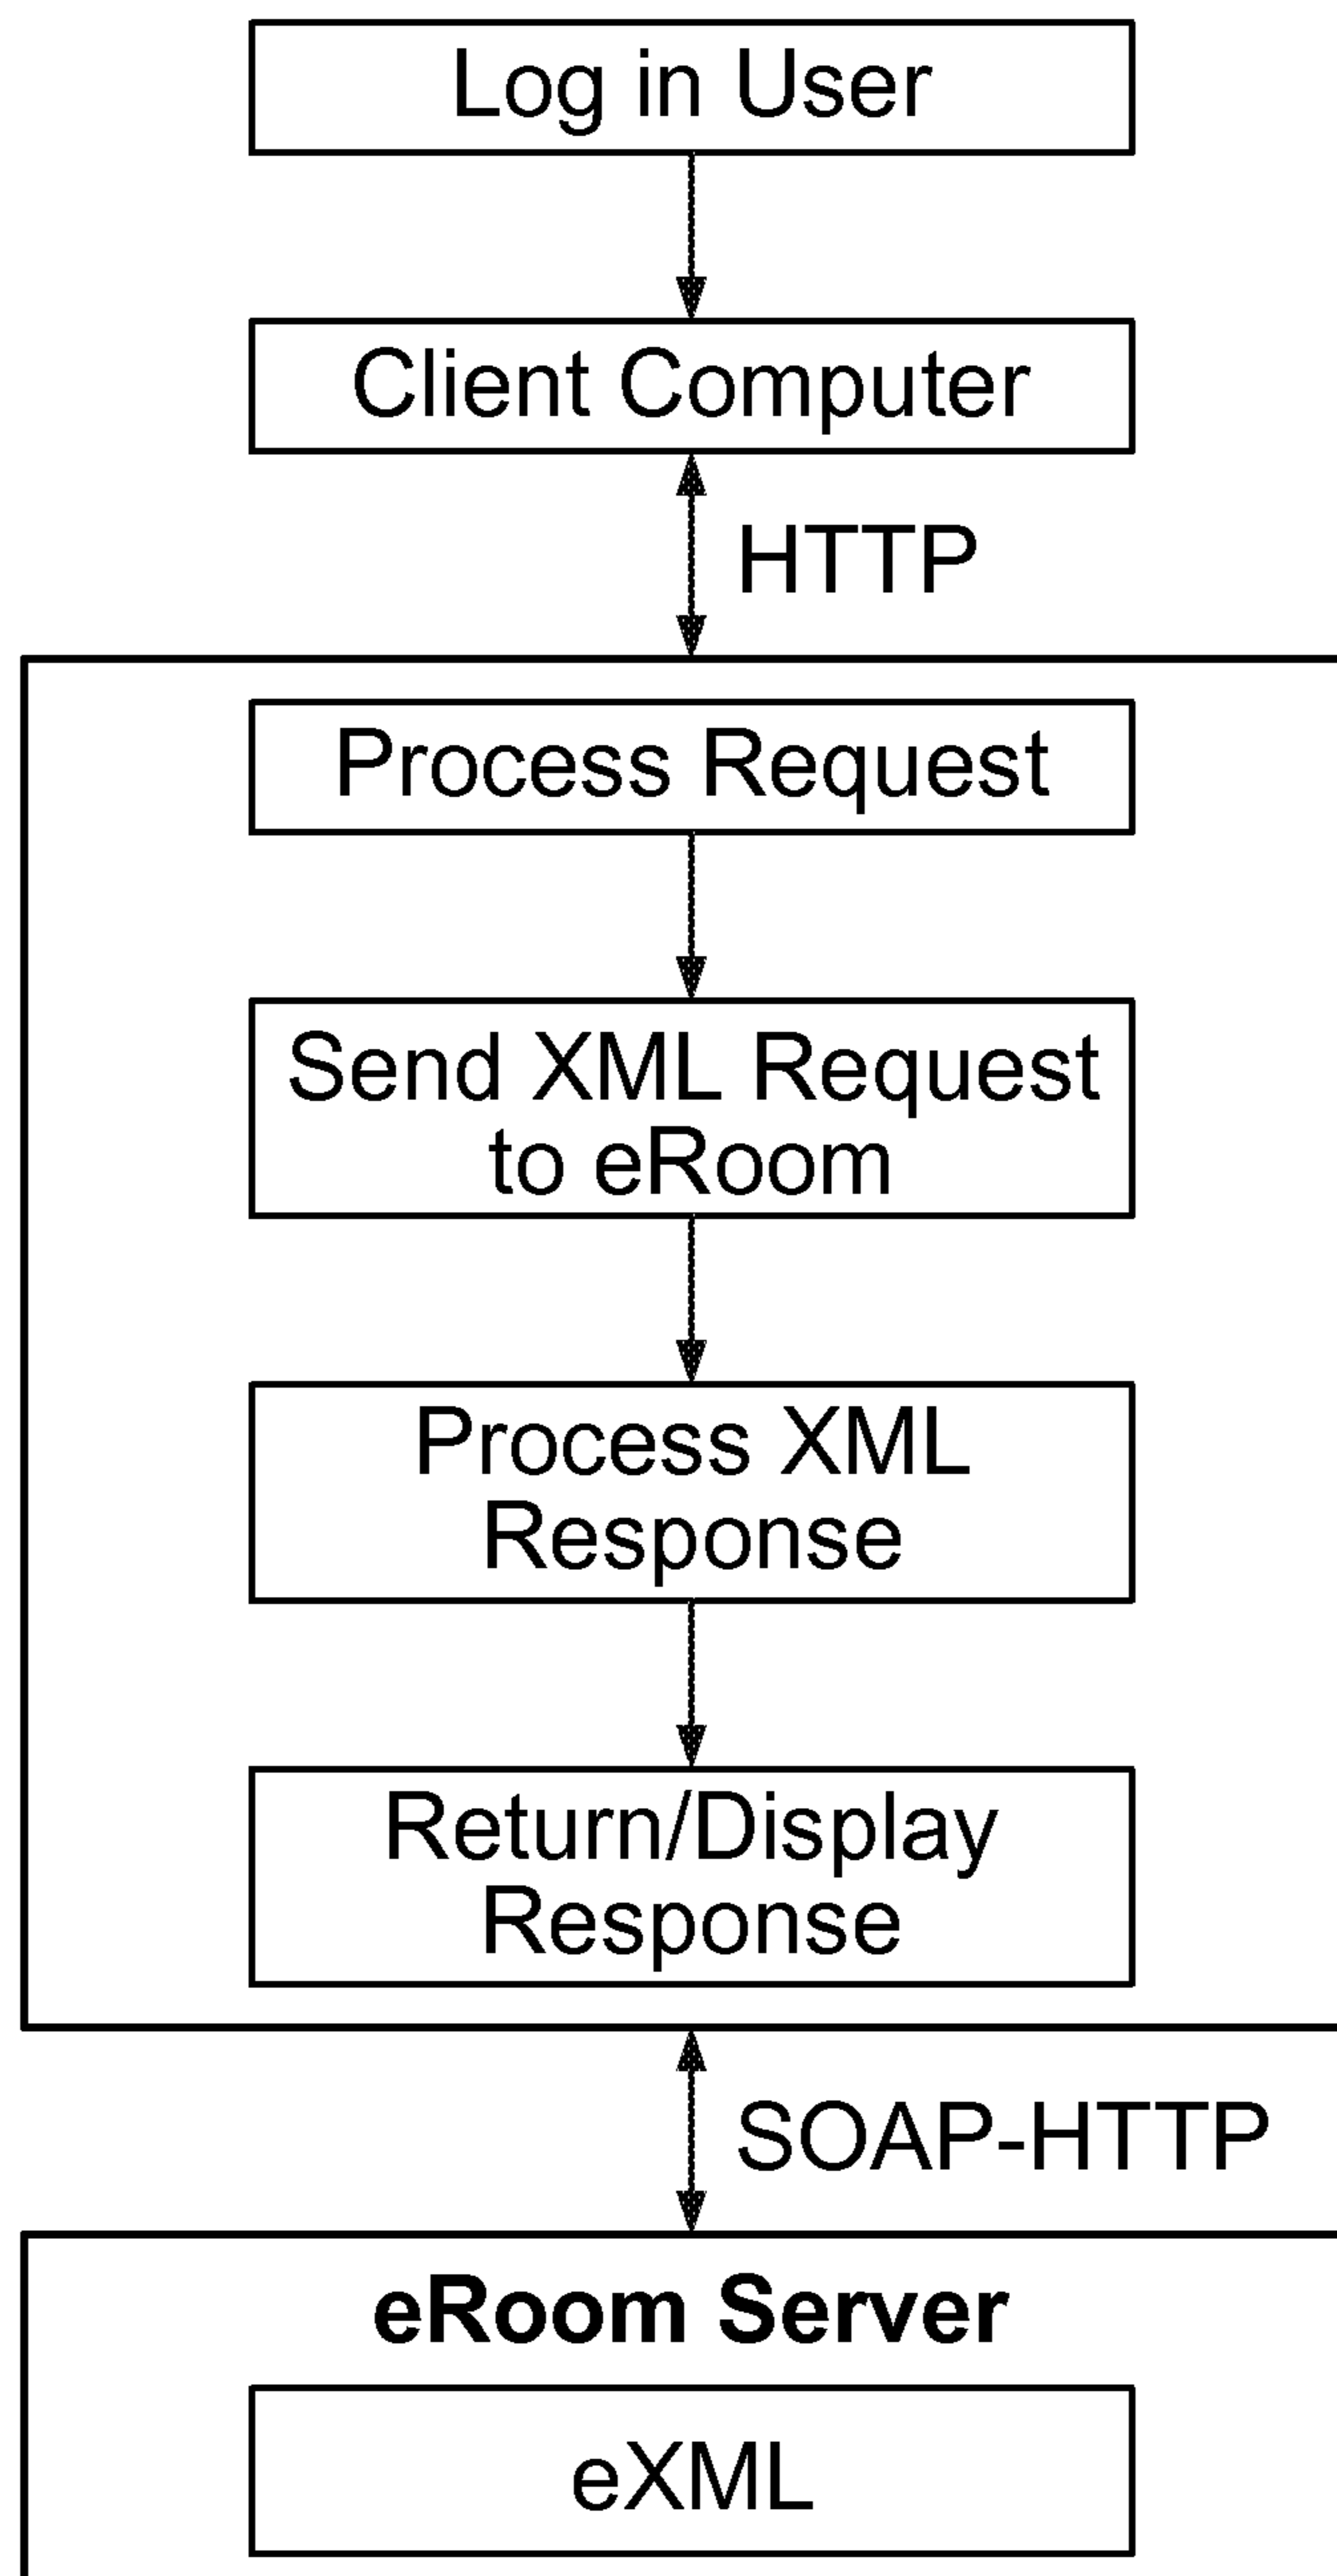 Log in User
Client Computer
HTTP
Process Request
Send XML Request
to eRoom
Process XML
Response
Return/Display
Response
SOAP-HTTP
eRoom Server
eXML